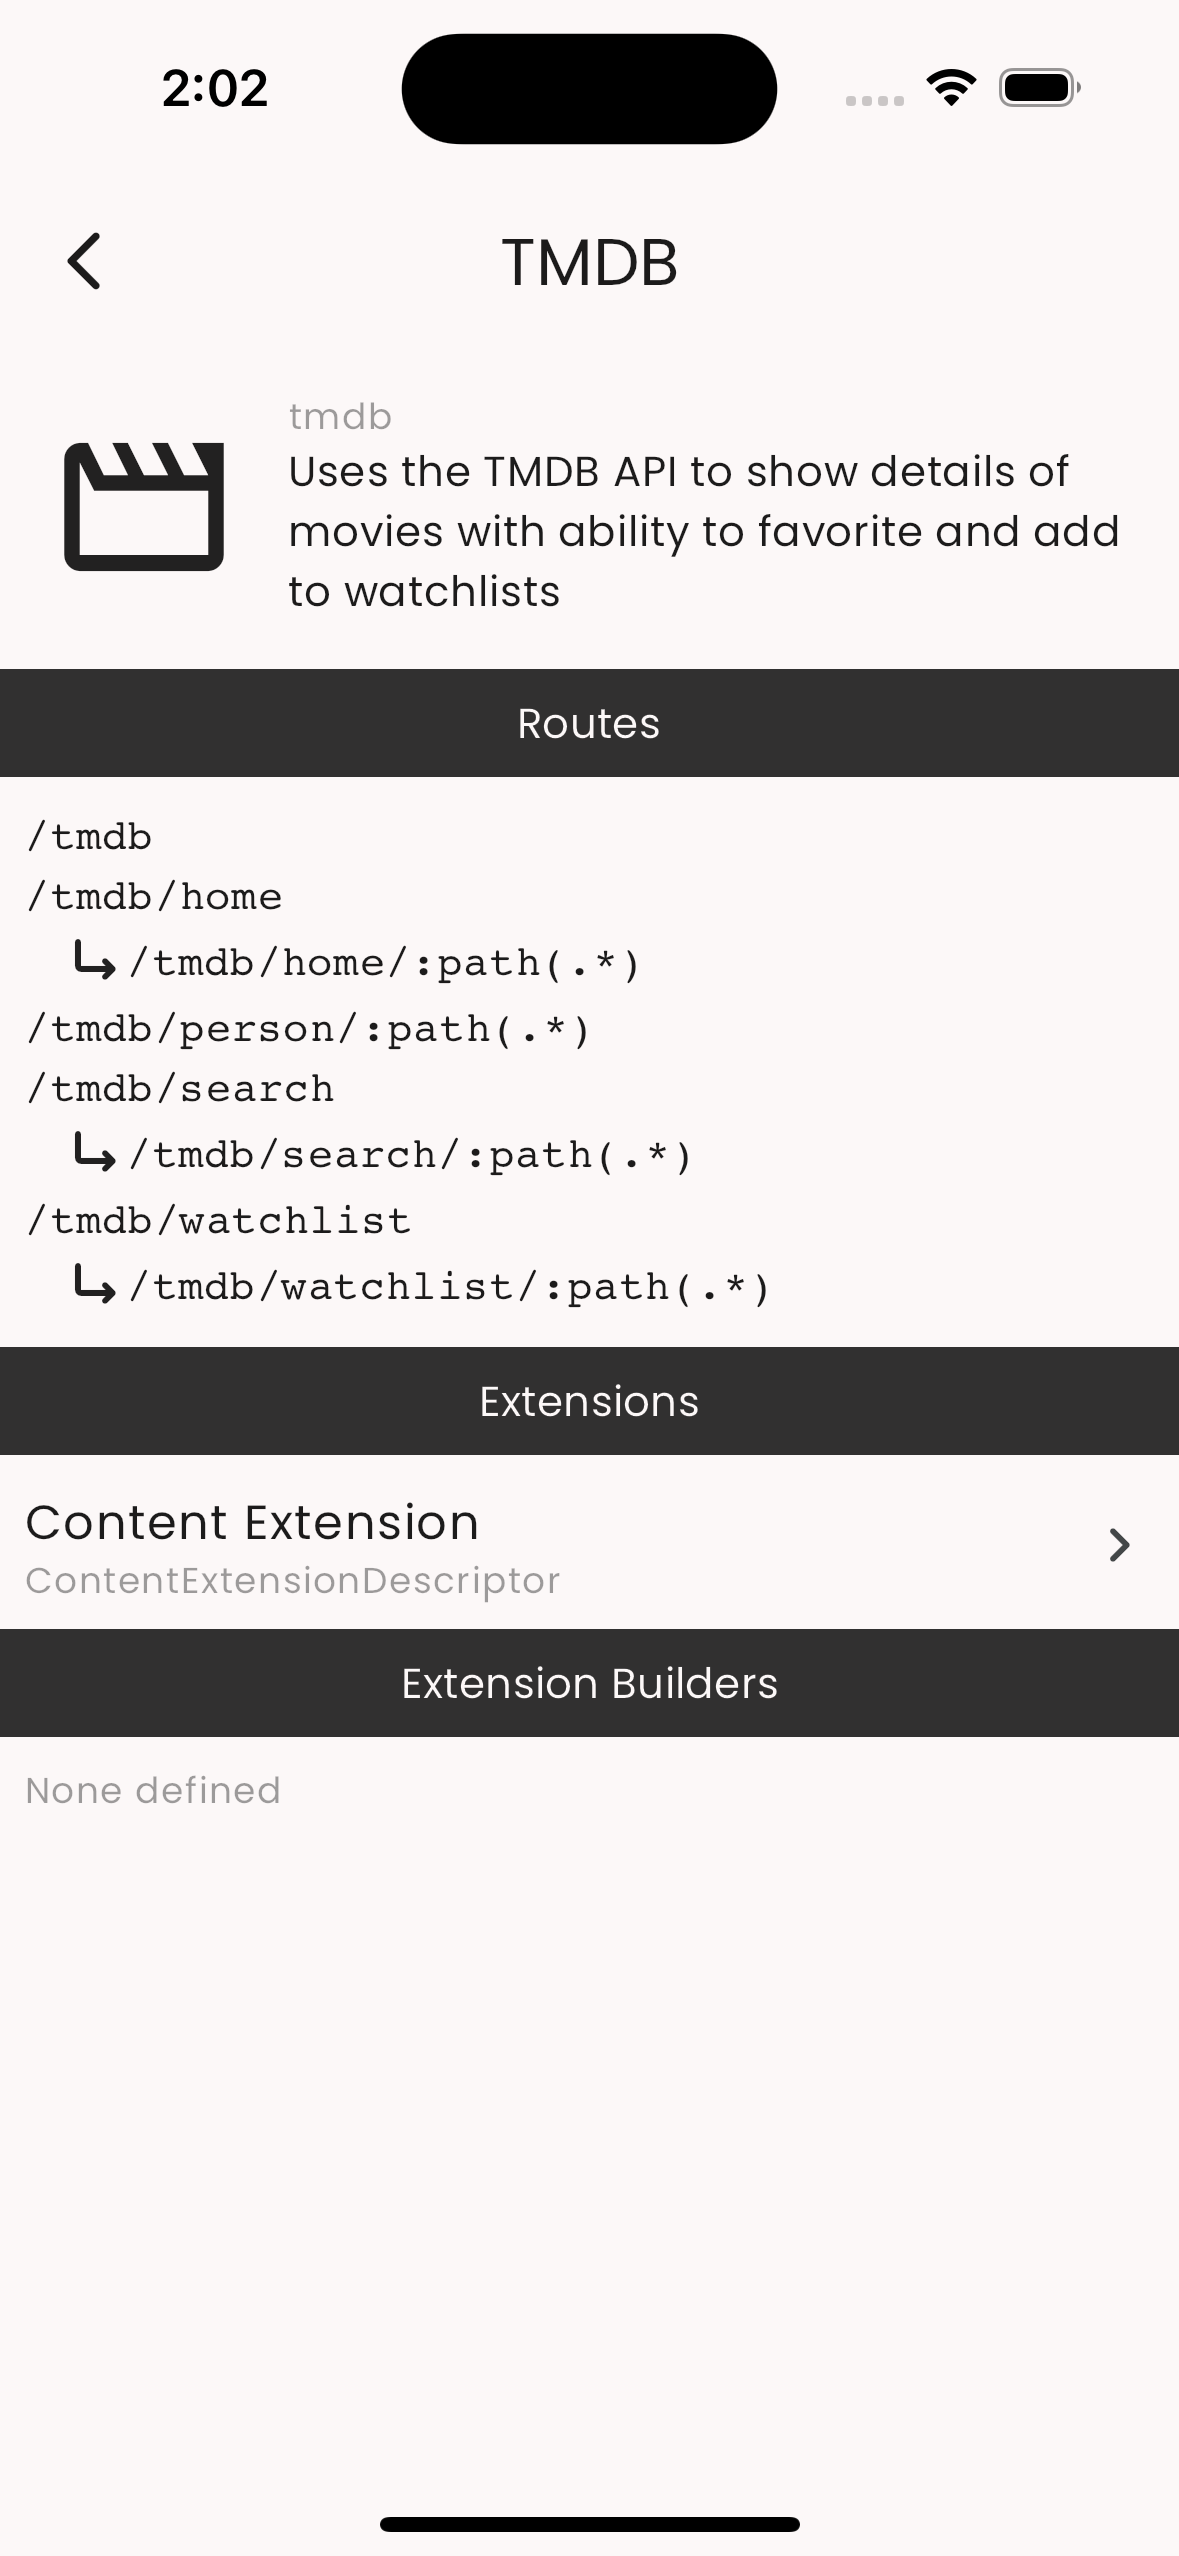 2:02
TMDB
tmdb
Uses the TMDB API to show details of
movies with ability to favorite and add
to watchlists
Routes
/tmdb
/tmdb/home
/tmdb/home/:path(.*)
/tmdb/person/:path(.*)
/tmdb/search
/tmdb/search/:path(.*)
/tmdb/watchlist
/tmdb/watchlist/:path(.*)
Extensions
Content Extension
ContentExtensionDescriptor
Extension Builders
None defined